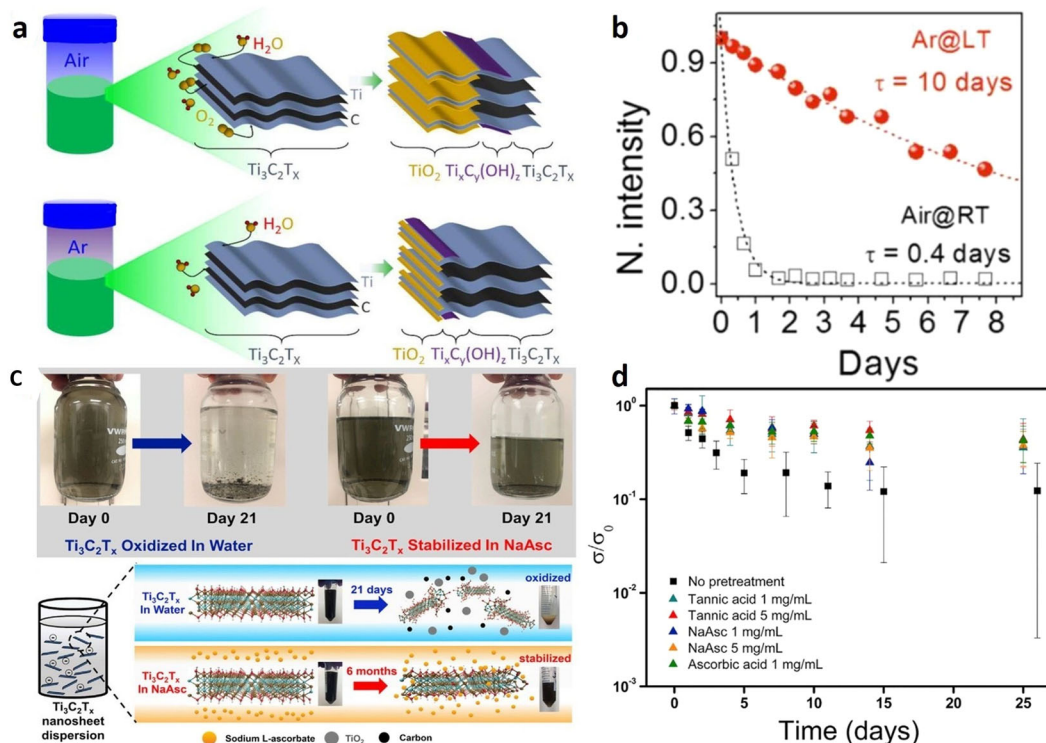 a
Air
H₂O
O₂
Ti
C
Ti₃C₂Tₓ
TiO₂ TiₓCᵧ(OH)_z Ti₃C₂Tₓ
Ar
H₂O
Ti
C
Ti₃C₂Tₓ
TiO₂ TiₓCᵧ(OH)_z Ti₃C₂Tₓ
b
N. intensity
0.9
0.6
0.3
0.0
Ar@LT
τ = 10 days
Air@RT
τ = 0.4 days
0 1 2 3 4 5 6 7 8
Days
c
Day 0
Day 21
Day 0
Day 21
Ti₃C₂Tₓ Oxidized In Water
Ti₃C₂Tₓ Stabilized In NaAsc
Ti₃C₂Tₓ
In Water
21 days
oxidized
Ti₃C₂Tₓ
In NaAsc
6 months
stabilized
Ti₃C₂Tₓ
nanosheet
dispersion
Sodium L-ascorbate
TiO₂
Carbon
d
σ/σ₀
10⁰
10⁻¹
10⁻²
10⁻³
No pretreatment
Tannic acid 1 mg/mL
Tannic acid 5 mg/mL
NaAsc 1 mg/mL
NaAsc 5 mg/mL
Ascorbic acid 1 mg/mL
0 5 10 15 20 25
Time (days)